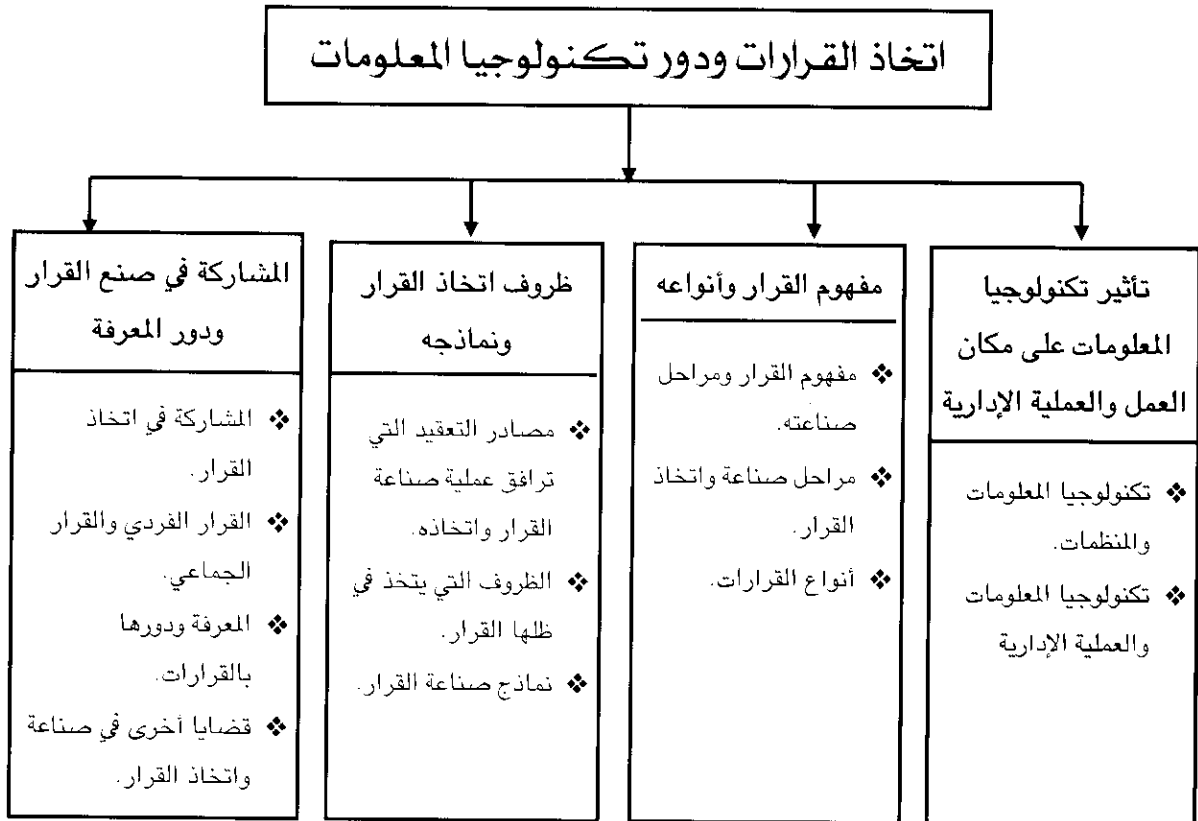 اتخاذ القرارات ودور تكنولوجيا المعلومات
تأثير تكنولوجيا
المعلومات على مكان
العمل والعملية الإدارية
❖ تكنولوجيا المعلومات
والمنظمات.
❖ تكنولوجيا المعلومات
والعملية الإدارية
مفهوم القرار وأنواعه
❖ مفهوم القرار ومراحل
صناعته.
❖ مراحل صناعة واتخاذ
القرار.
❖ أنواع القرارات.
ظروف اتخاذ القرار
ونماذجه
❖ مصادر التعقيد التي
ترافق عملية صناعة
القرار واتخاذه.
❖ الظروف التي يتخذ في
ظلها القرار.
❖ نماذج صناعة القرار.
المشاركة في صنع القرار
ودور المعرفة
❖ المشاركة في اتخاذ
القرار.
❖ القرار الفردي والقرار
الجماعي.
❖ المعرفة ودورها
بالقرارات.
❖ قضايا أخرى في صناعة
واتخاذ القرار.